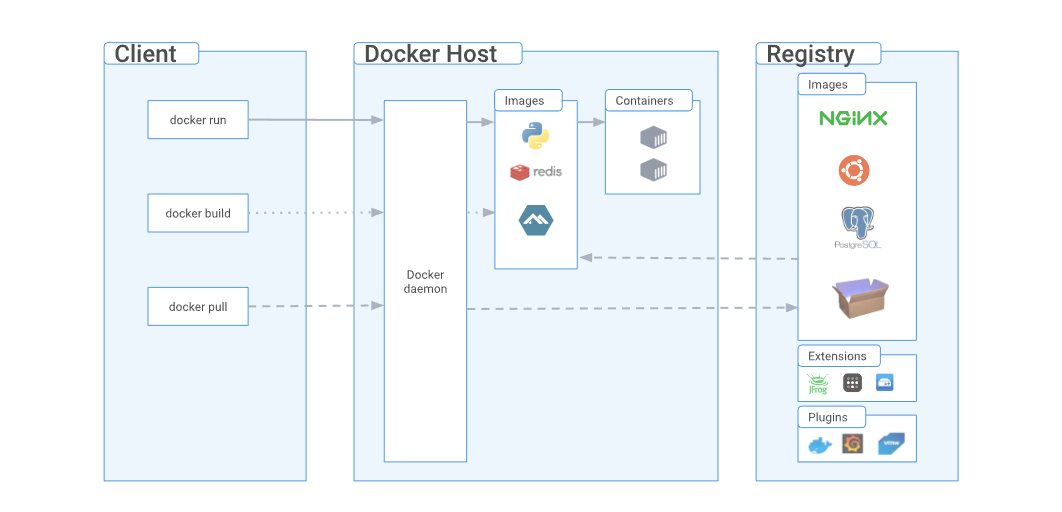 Client
Docker Host
Registry
docker run
docker build
docker pull
Docker
daemon
Images
redis
Containers
Images
NGINX
PostgreSQL
Extensions
JFrog
Plugins
vmw